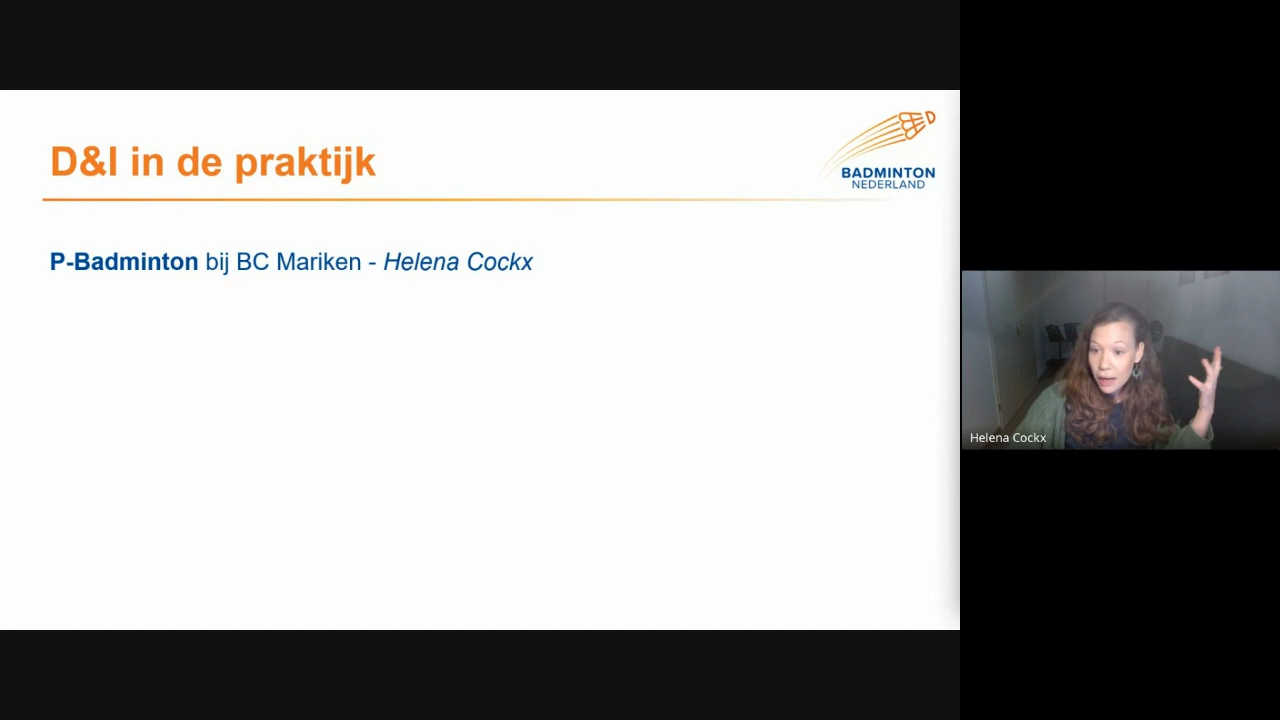 D&I in de praktijk
BADMINTON
NEDERLAND
P-Badminton bij BC Mariken - Helena Cockx
Helena Cockx